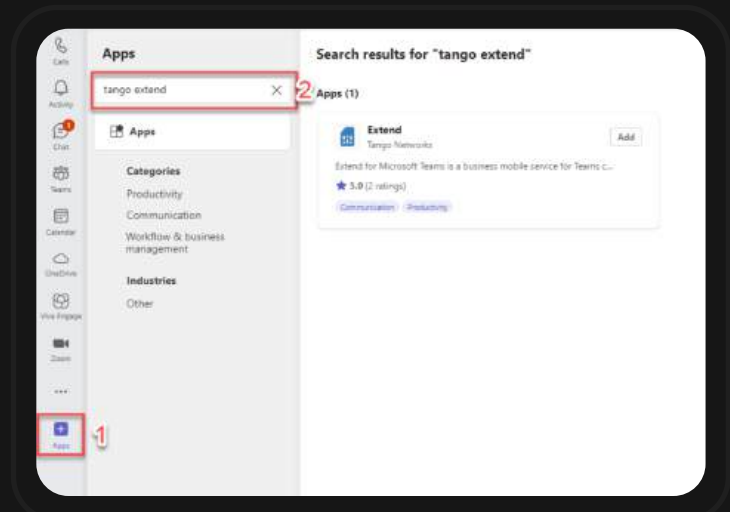 Calls
Activity
Chat
Teams
Calendar
OneDrive
Viva Engage
Zoom
Apps
1
Apps
tango extend
2
Apps
Categories
Productivity
Communication
Workflow & business
management
Industries
Other
Search results for "tango extend"
Apps (1)
Extend
Tango Networks
Add
Extend for Microsoft Teams is a business mobile service for Teams c...
5.0 (2 ratings)
Communication
Productivity